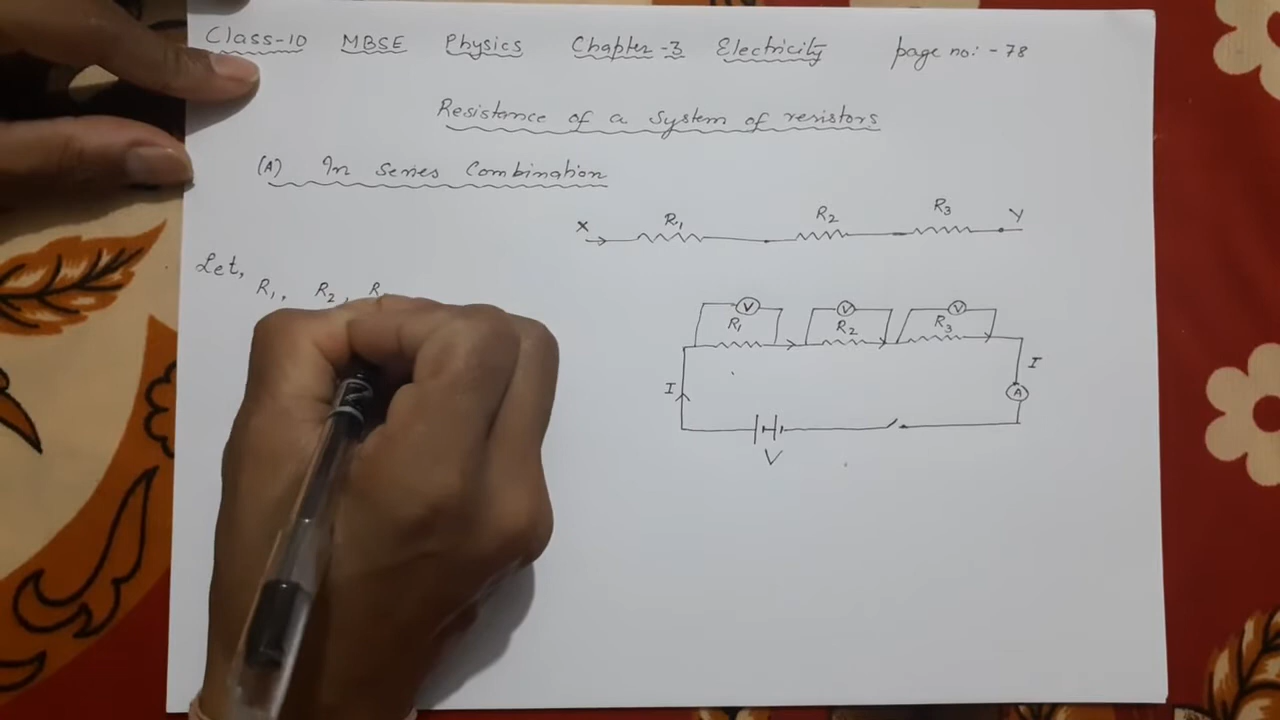 Class-10 MBSE Physics Chapter-3 Electricity page no:-78
Resistance of a System of resistors
(A) In Series Combination
X R1 R2 R3 Y
Let,
R1, R2, R
V V V
R1 R2 R3
I I
A
V